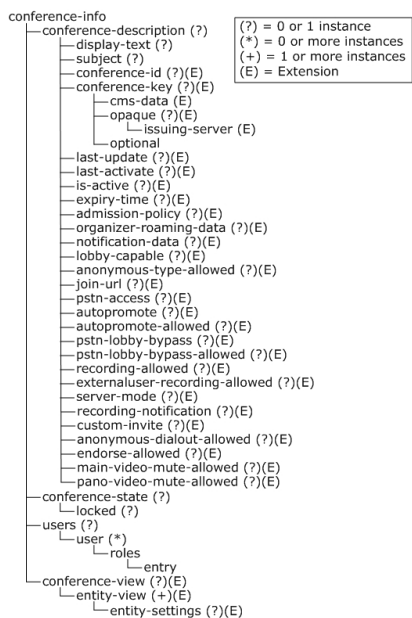 conference-info
conference-description (?)
display-text (?)
subject (?)
conference-id (?)(E)
conference-key (?)(E)
cms-data (E)
opaque (?)(E)
issuing-server (E)
optional
last-update (?)(E)
last-activate (?)(E)
is-active (?)(E)
expiry-time (?)(E)
admission-policy (?)(E)
organizer-roaming-data (?)(E)
notification-data (?)(E)
lobby-capable (?)(E)
anonymous-type-allowed (?)(E)
join-url (?)(E)
pstn-access (?)(E)
autopromote (?)(E)
autopromote-allowed (?)(E)
pstn-lobby-bypass (?)(E)
pstn-lobby-bypass-allowed (?)(E)
recording-allowed (?)(E)
externaluser-recording-allowed (?)(E)
server-mode (?)(E)
recording-notification (?)(E)
custom-invite (?)(E)
anonymous-dialout-allowed (?)(E)
endorse-allowed (?)(E)
main-video-mute-allowed (?)(E)
pano-video-mute-allowed (?)(E)
conference-state (?)
locked (?)
users (?)
user (*)
roles
entry
conference-view (?)(E)
entity-view (+)(E)
entity-settings (?)(E)
(?) = 0 or 1 instance
(*) = 0 or more instances
(+) = 1 or more instances
(E) = Extension